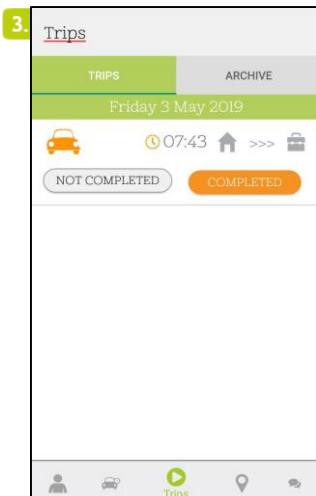 3.
Trips
TRIPS ARCHIVE
Friday 3 May 2019
07:43 >>>
NOT COMPLETED COMPLETED
Trips